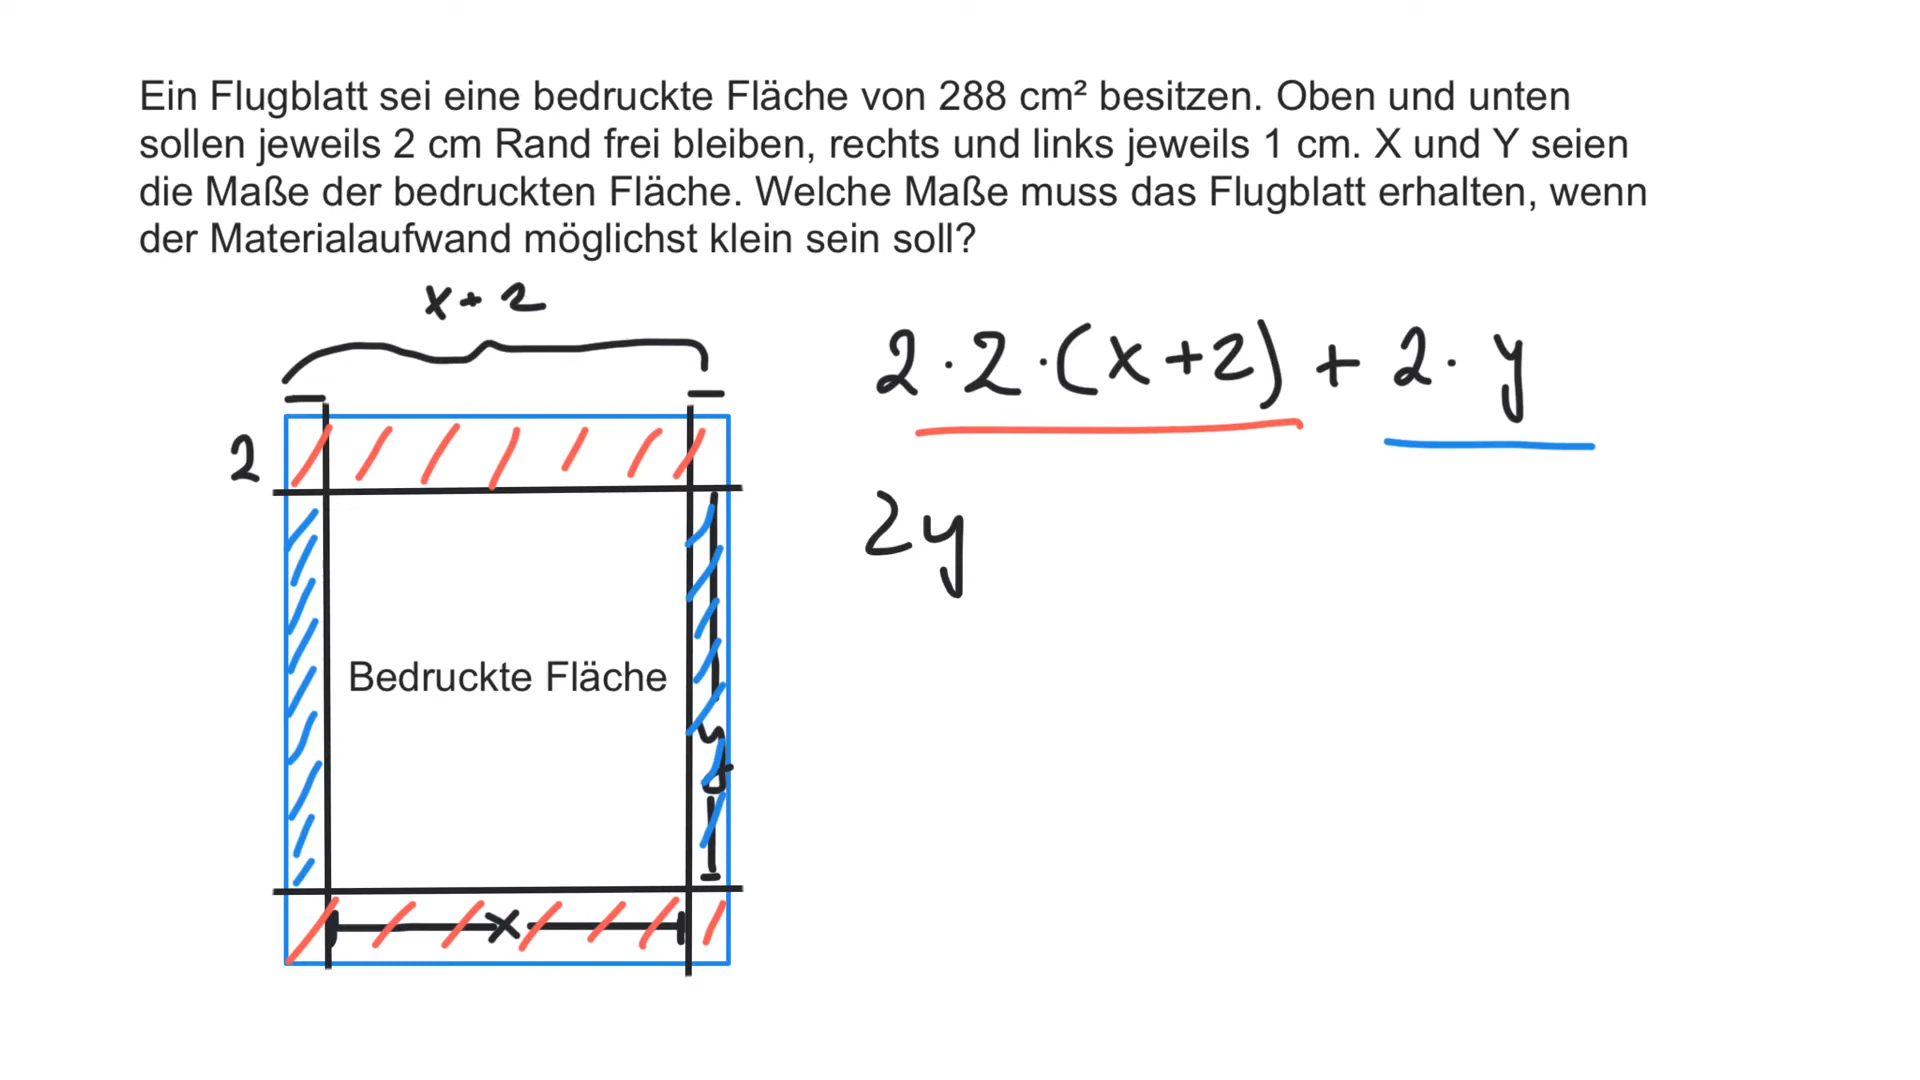 Ein Flugblatt sei eine bedruckte Fläche von 288 cm² besitzen. Oben und unten
sollen jeweils 2 cm Rand frei bleiben, rechts und links jeweils 1 cm. X und Y seien
die Maße der bedruckten Fläche. Welche Maße muss das Flugblatt erhalten, wenn
der Materialaufwand möglichst klein sein soll?
x + 2
2 · 2 · (x+2) + 2 · y
2
2y
Bedruckte Fläche
y
x